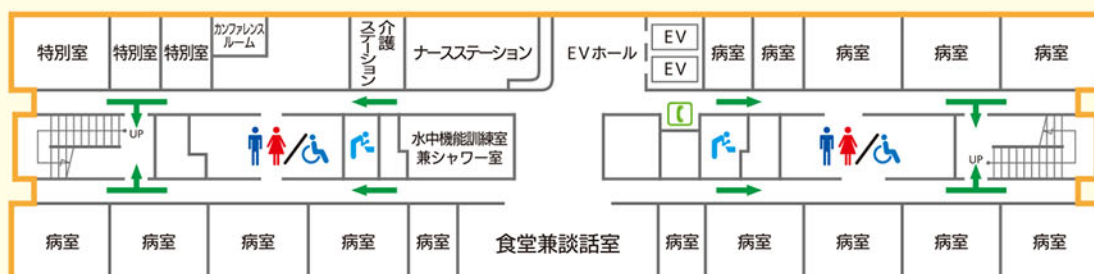 特別室
特別室
特別室
カンファレンス
ルーム
介護
ステーション
ナースステーション
EVホール
EV
EV
病室
病室
病室
病室
病室
UP
水中機能訓練室
兼シャワー室
UP
病室
病室
病室
病室
病室
食堂兼談話室
病室
病室
病室
病室
病室